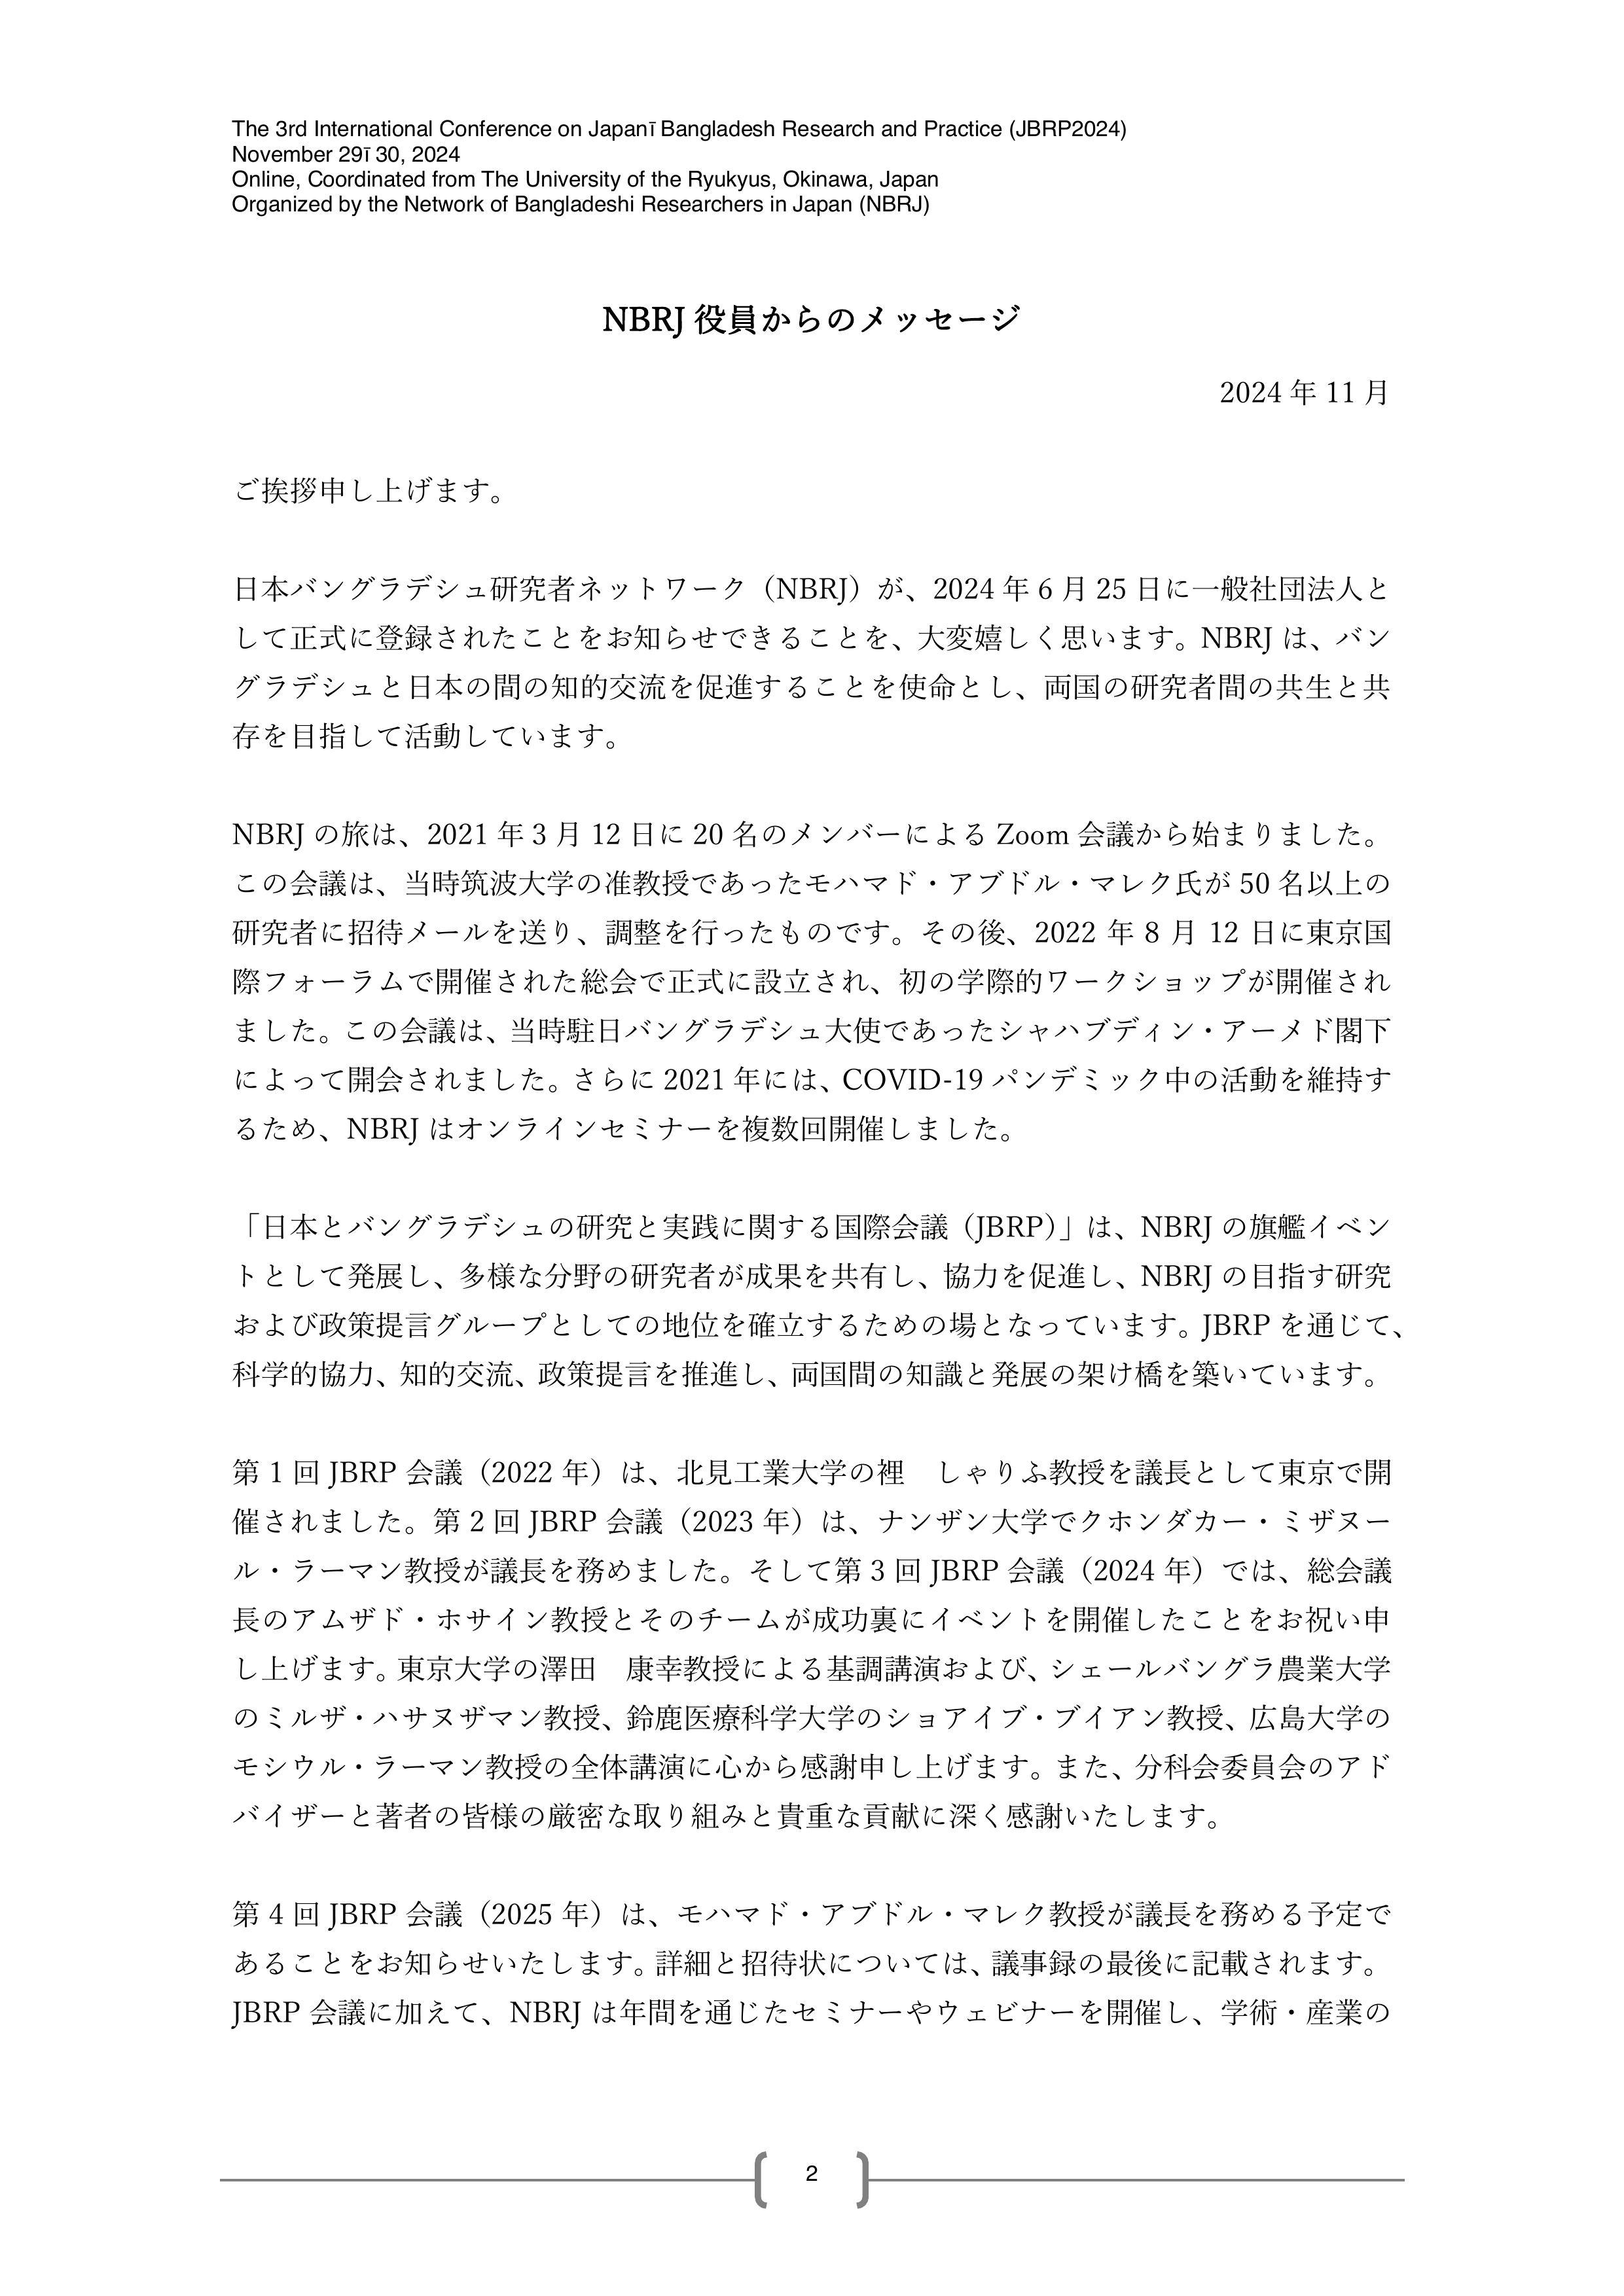 The 3rd International Conference on Japanī Bangladesh Research and Practice (JBRP2024)
November 29ī 30, 2024
Online, Coordinated from The University of the Ryukyus, Okinawa, Japan
Organized by the Network of Bangladeshi Researchers in Japan (NBRJ)
NBRJ 役員からのメッセージ
2024 年 11 月
ご挨拶申し上げます。
日本バングラデシュ研究者ネットワーク（NBRJ）が、2024 年 6 月 25 日に一般社団法人と
して正式に登録されたことをお知らせできることを、大変嬉しく思います。NBRJ は、バン
グラデシュと日本の間の知的交流を促進することを使命とし、両国の研究者間の共生と共
存を目指して活動しています。
NBRJ の旅は、2021 年 3 月 12 日に 20 名のメンバーによる Zoom 会議から始まりました。
この会議は、当時筑波大学の准教授であったモハマド・アブドル・マレク氏が 50 名以上の
研究者に招待メールを送り、調整を行ったものです。その後、2022 年 8 月 12 日に東京国
際フォーラムで開催された総会で正式に設立され、初の学際的ワークショップが開催され
ました。この会議は、当時駐日バングラデシュ大使であったシャハブディン・アーメド閣下
によって開会されました。さらに 2021 年には、COVID-19 パンデミック中の活動を維持す
るため、NBRJ はオンラインセミナーを複数回開催しました。
「日本とバングラデシュの研究と実践に関する国際会議（JBRP）」は、NBRJ の旗艦イベン
トとして発展し、多様な分野の研究者が成果を共有し、協力を促進し、NBRJ の目指す研究
および政策提言グループとしての地位を確立するための場となっています。JBRP を通じて、
科学的協力、知的交流、政策提言を推進し、両国間の知識と発展の架け橋を築いています。
第 1 回 JBRP 会議（2022 年）は、北見工業大学の裡　しゃりふ教授を議長として東京で開
催されました。第 2 回 JBRP 会議（2023 年）は、ナンザン大学でクホンダカー・ミザヌー
ル・ラーマン教授が議長を務めました。そして第 3 回 JBRP 会議（2024 年）では、総会議
長のアムザド・ホサイン教授とそのチームが成功裏にイベントを開催したことをお祝い申
し上げます。東京大学の澤田　康幸教授による基調講演および、シェールバングラ農業大学
のミルザ・ハサヌザマン教授、鈴鹿医療科学大学のショアイブ・ブイアン教授、広島大学の
モシウル・ラーマン教授の全体講演に心から感謝申し上げます。また、分科会委員会のアド
バイザーと著者の皆様の厳密な取り組みと貴重な貢献に深く感謝いたします。
第 4 回 JBRP 会議（2025 年）は、モハマド・アブドル・マレク教授が議長を務める予定で
あることをお知らせいたします。詳細と招待状については、議事録の最後に記載されます。
JBRP 会議に加えて、NBRJ は年間を通じたセミナーやウェビナーを開催し、学術・産業の
2